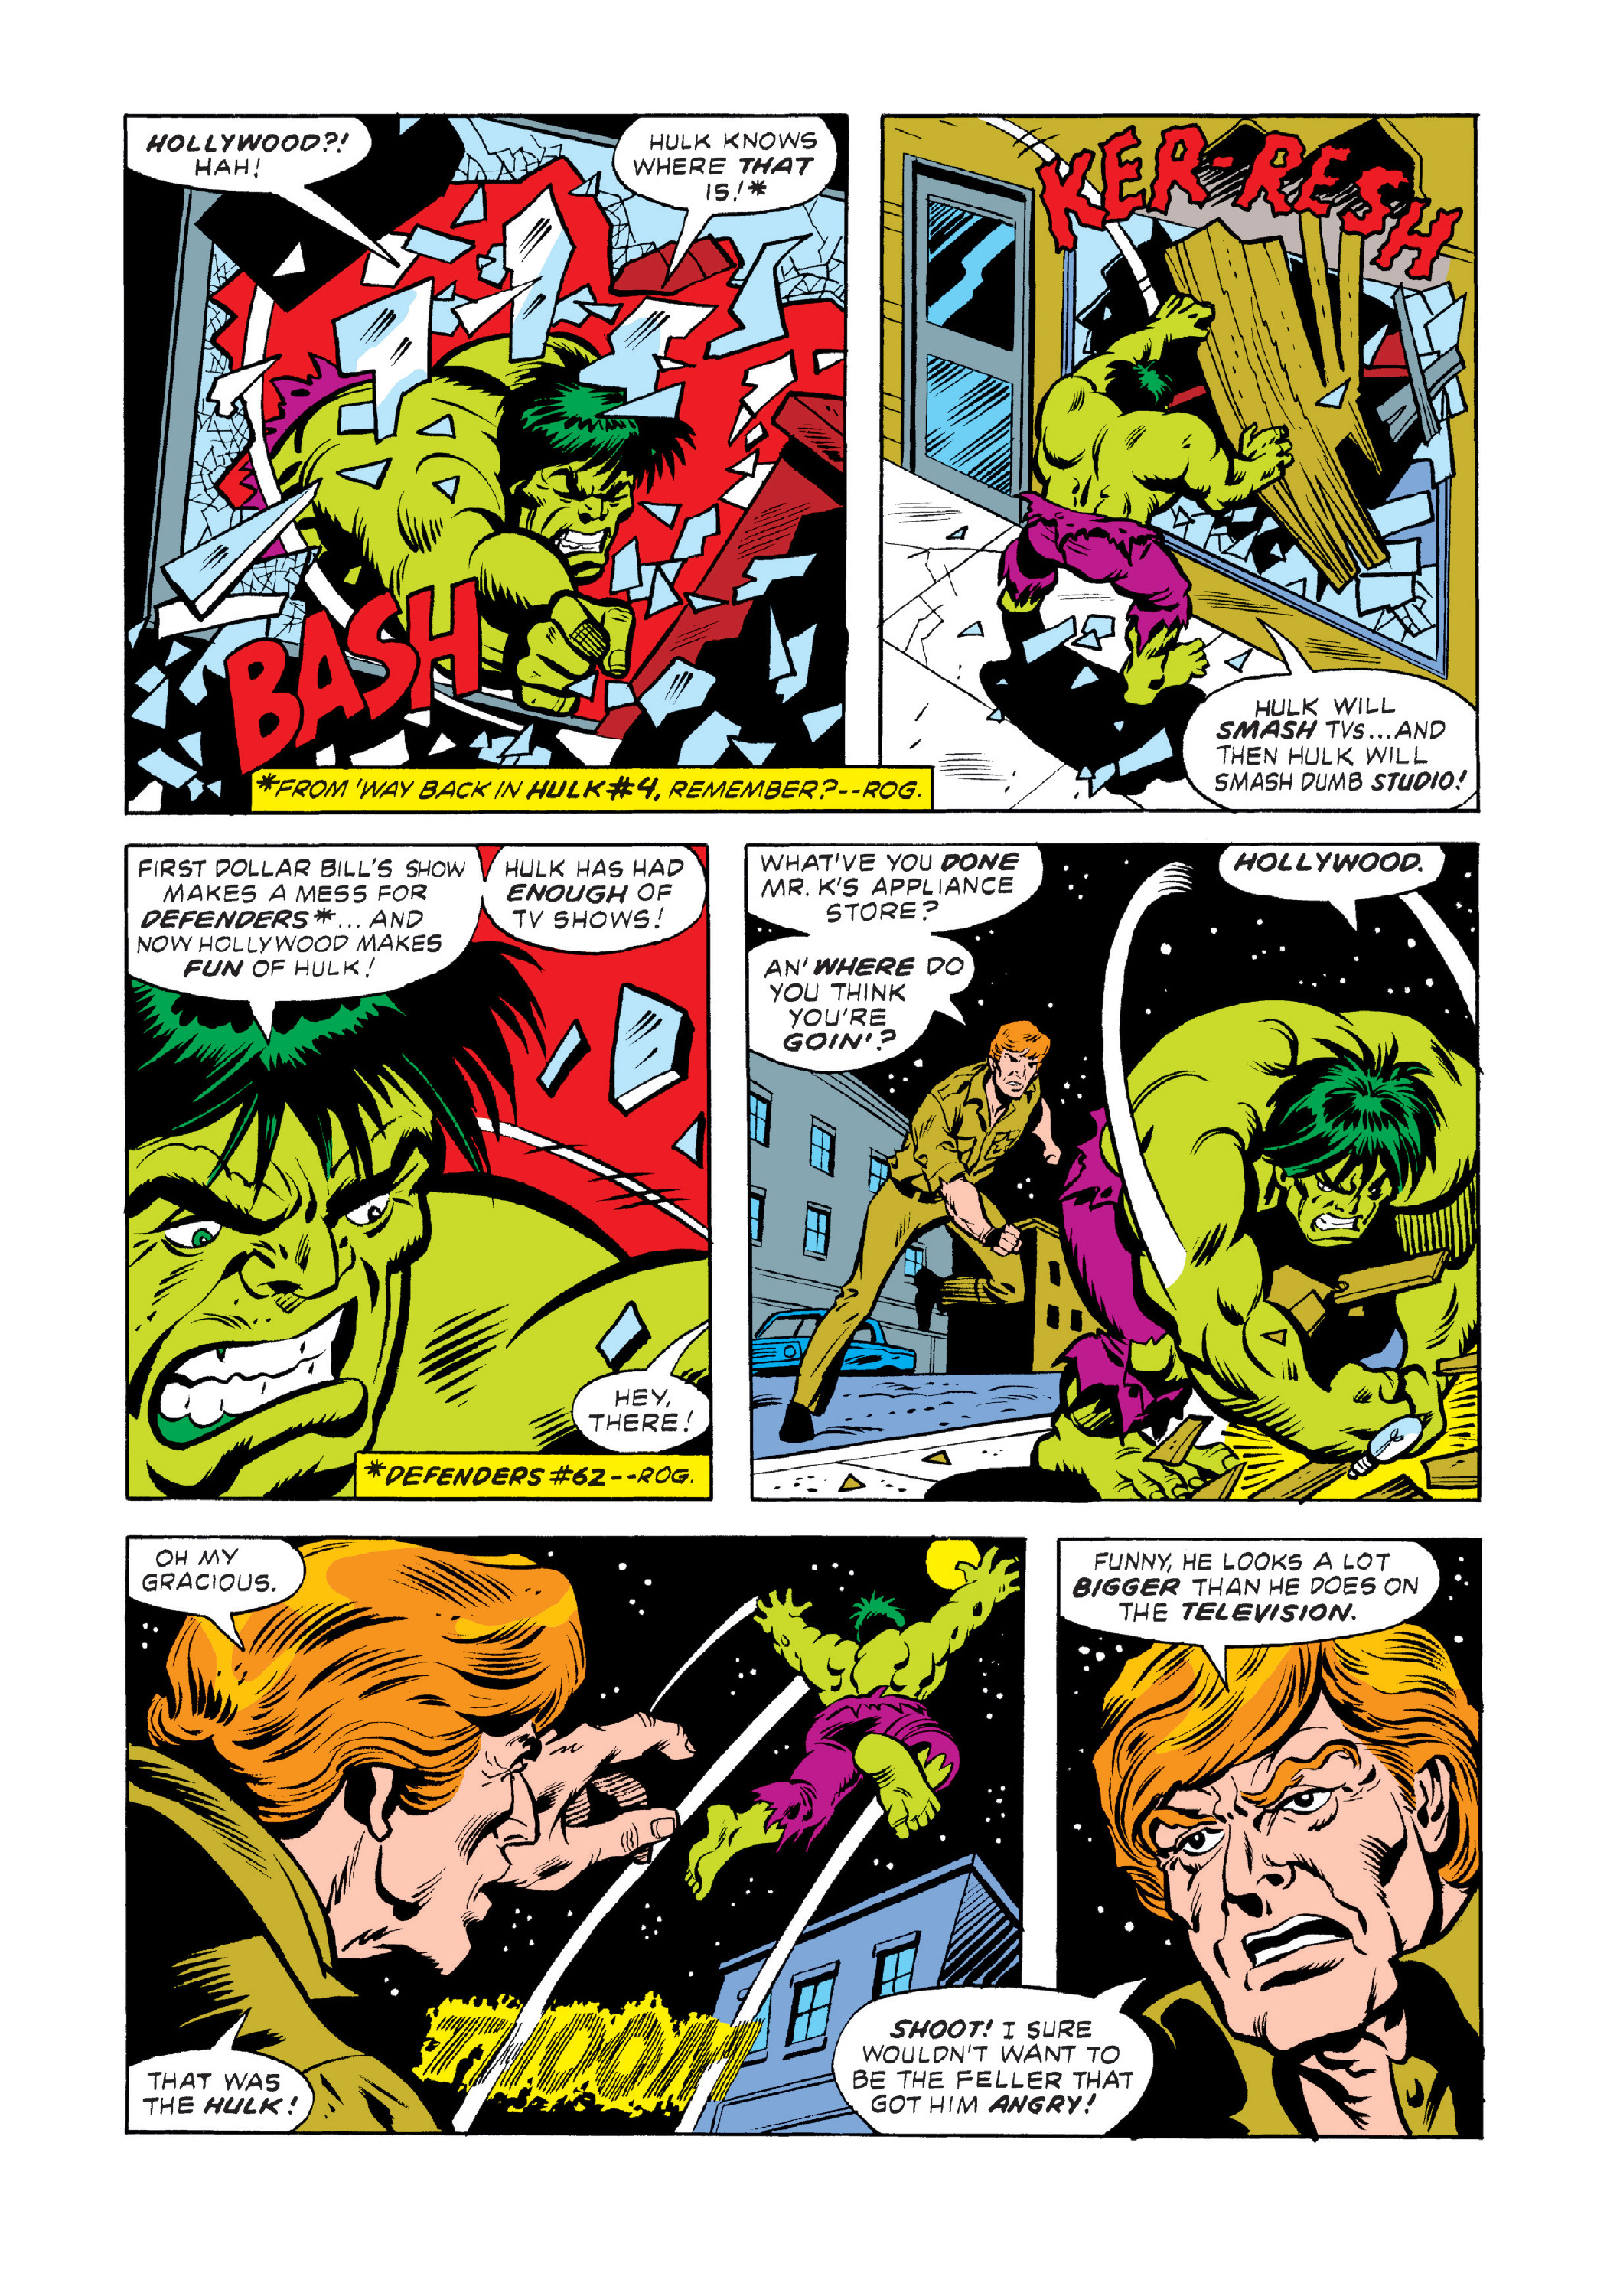 HOLLYWOOD?!
HAH!
HULK KNOWS
WHERE THAT
IS!*
BASH
*FROM 'WAY BACK IN HULK #4, REMEMBER?--ROG.
KER-RESH
HULK WILL
SMASH TVs...AND
THEN HULK WILL
SMASH DUMB STUDIO!
FIRST DOLLAR BILL'S SHOW
MAKES A MESS FOR
DEFENDERS*...AND
NOW HOLLYWOOD MAKES
FUN OF HULK!
HULK HAS HAD
ENOUGH OF
TV SHOWS!
HEY,
THERE!
*DEFENDERS #62--ROG.
WHAT'VE YOU DONE
MR. K'S APPLIANCE
STORE?
AN' WHERE DO
YOU THINK
YOU'RE
GOIN'?
HOLLYWOOD.
OH MY
GRACIOUS.
THAT WAS
THE HULK!
THOOM
FUNNY, HE LOOKS A LOT
BIGGER THAN HE DOES ON
THE TELEVISION.
SHOOT! I SURE
WOULDN'T WANT TO
BE THE FELLER THAT
GOT HIM ANGRY!